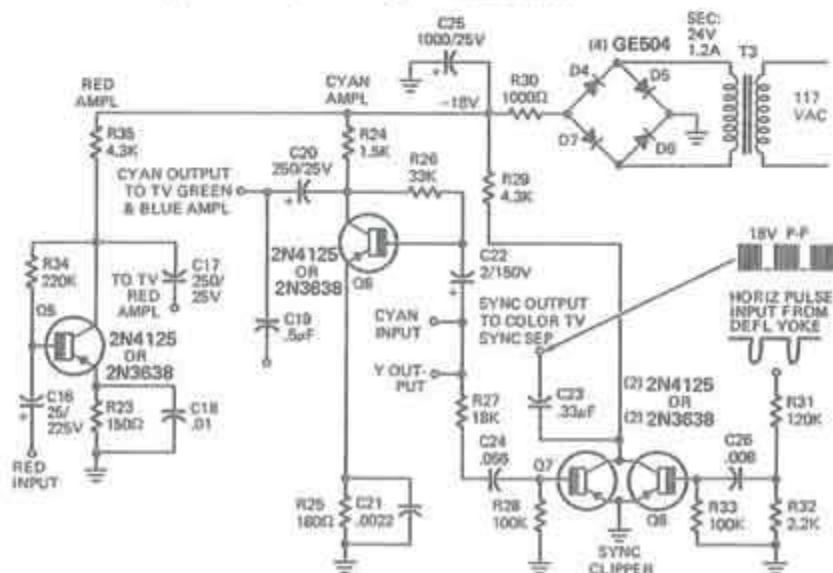 C25
1000/25V
(4) GE504
SEC:
24V
1.2A
T3
D4
D5
117
VAC
RED
AMPL
CYAN
AMPL
-18V
R30
1000Ω
D7
D6
R35
4.3K
R24
1.5K
C20
250/25V
R26
33K
R29
4.3K
CYAN OUTPUT
TO TV GREEN
& BLUE AMPL
18V P-P
R34
220K
C17
250/
25V
TO TV
RED
AMPL
2N4125
OR
2N3638
Q6
C22
2/150V
HORIZ PULSE
INPUT FROM
DEFL YOKE
Q5
2N4125
OR
2N3638
C19
.5µF
CYAN
INPUT
SYNC OUTPUT
TO COLOR TV
SYNC SEP
Y OUT-
PUT
C16
25/
225V
R23
150Ω
C18
.01
R27
18K
C23
.33µF
(2) 2N4125
OR
(2) 2N3638
R31
120K
RED
INPUT
C24
Q7
C26
R25
C21
.0022
R28
100K
R33
100K
R32
2.2K
SYNC
CLIPPER